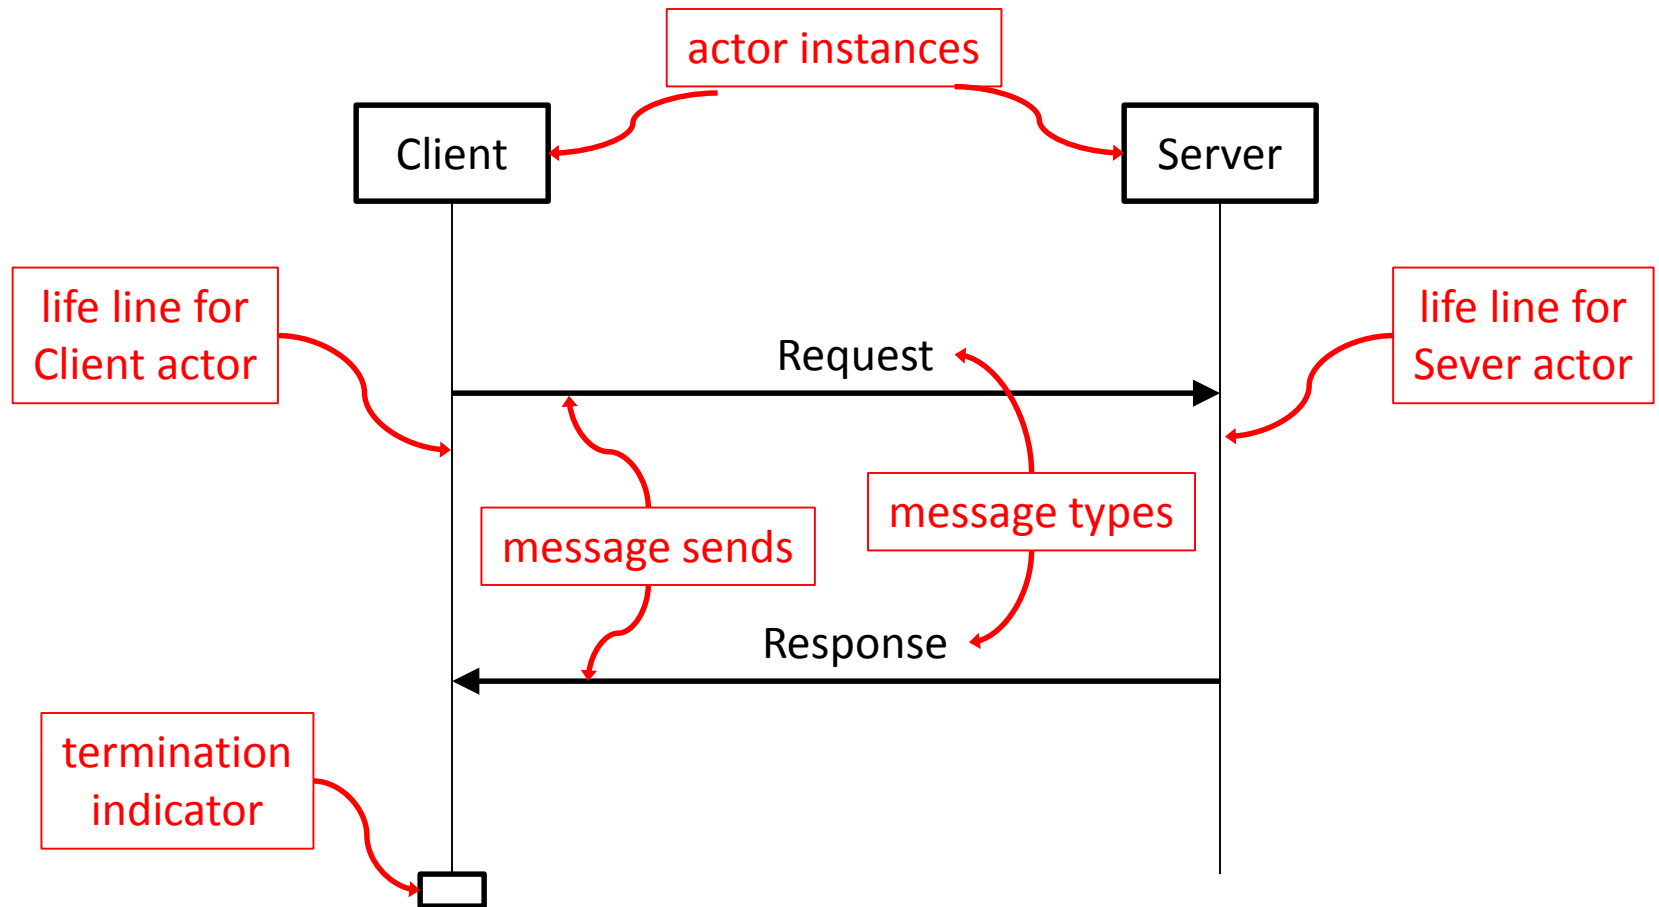 actor instances
Client
Server
life line for
Client actor
life line for
Sever actor
Request
message types
message sends
Response
termination
indicator